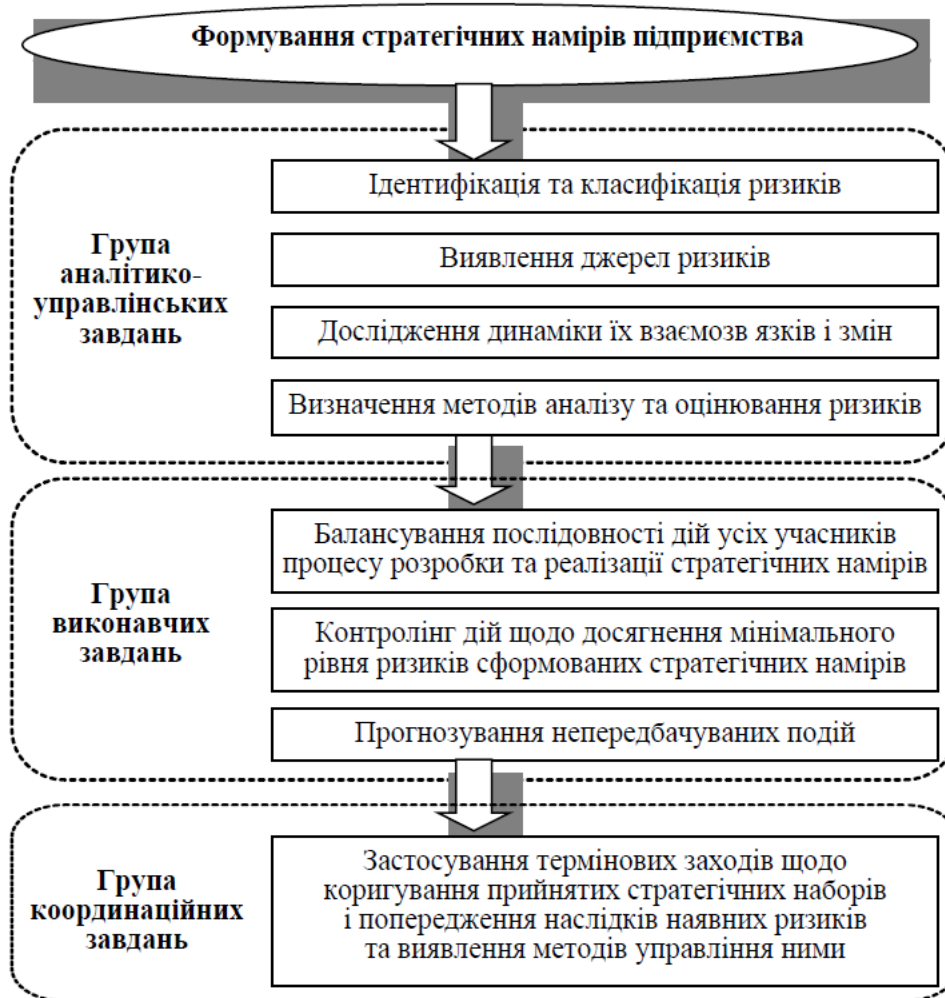 Формування стратегічних намірів підприємства
Група
аналітико-
управлінських
завдань
Ідентифікація та класифікація ризиків
Виявлення джерел ризиків
Дослідження динаміки їх взаємозв язків і змін
Визначення методів аналізу та оцінювання ризиків
Група
виконавчих
завдань
Балансування послідовності дій усіх учасників
процесу розробки та реалізації стратегічних намірів
Контролінг дій щодо досягнення мінімального
рівня ризиків сформованих стратегічних намірів
Прогнозування непередбачуваних подій
Група
координаційних
завдань
Застосування термінових заходів щодо
коригування прийнятих стратегічних наборів
і попередження наслідків наявних ризиків
та виявлення методів управління ними